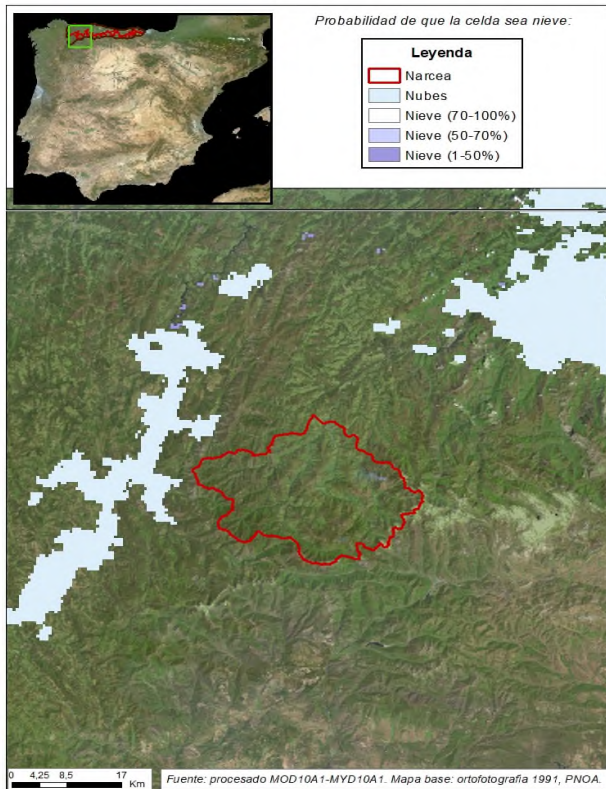 Probabilidad de que la celda sea nieve:
Leyenda
Narcea
Nubes
Nieve (70-100%)
Nieve (50-70%)
Nieve (1-50%)
0 4,25 8,5 17
Km
Fuente: procesado MOD10A1-MYD10A1. Mapa base: ortofotografia 1991, PNOA.